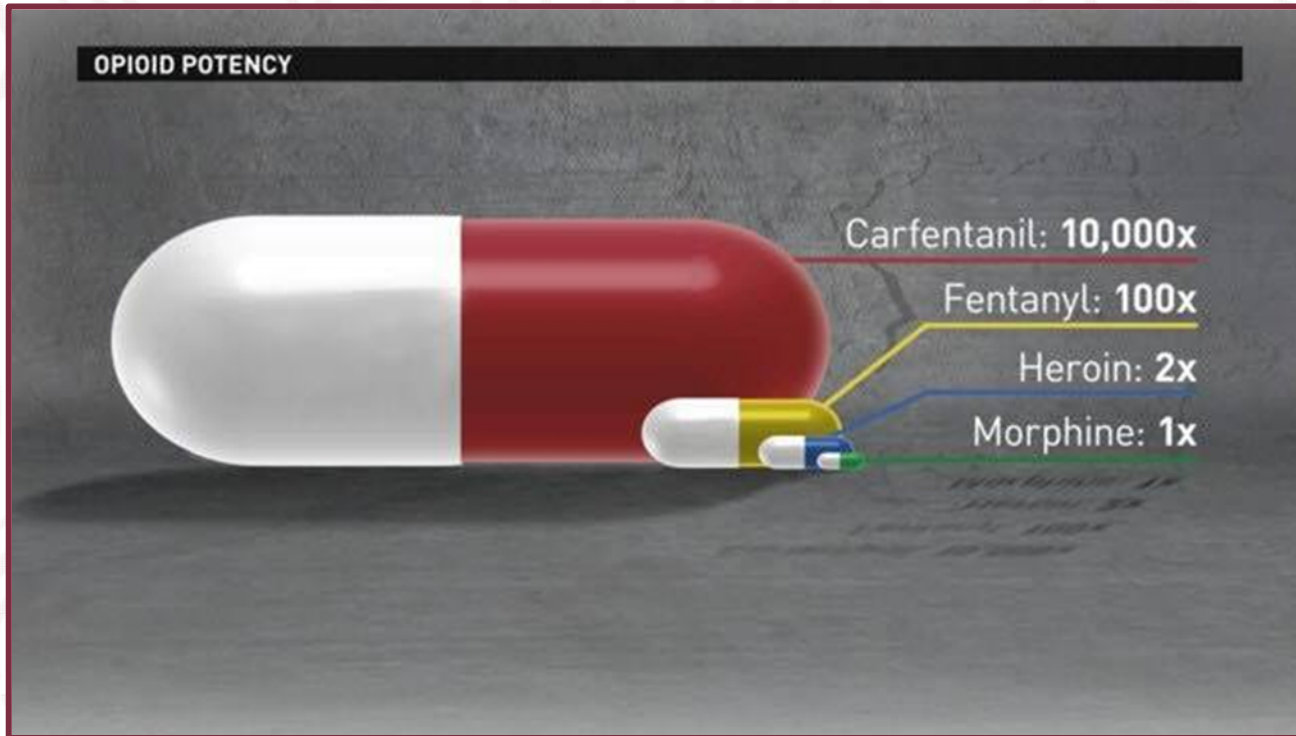 OPIOID POTENCY
Carfentanil: 10,000x
Fentanyl: 100x
Heroin: 2x
Morphine: 1x